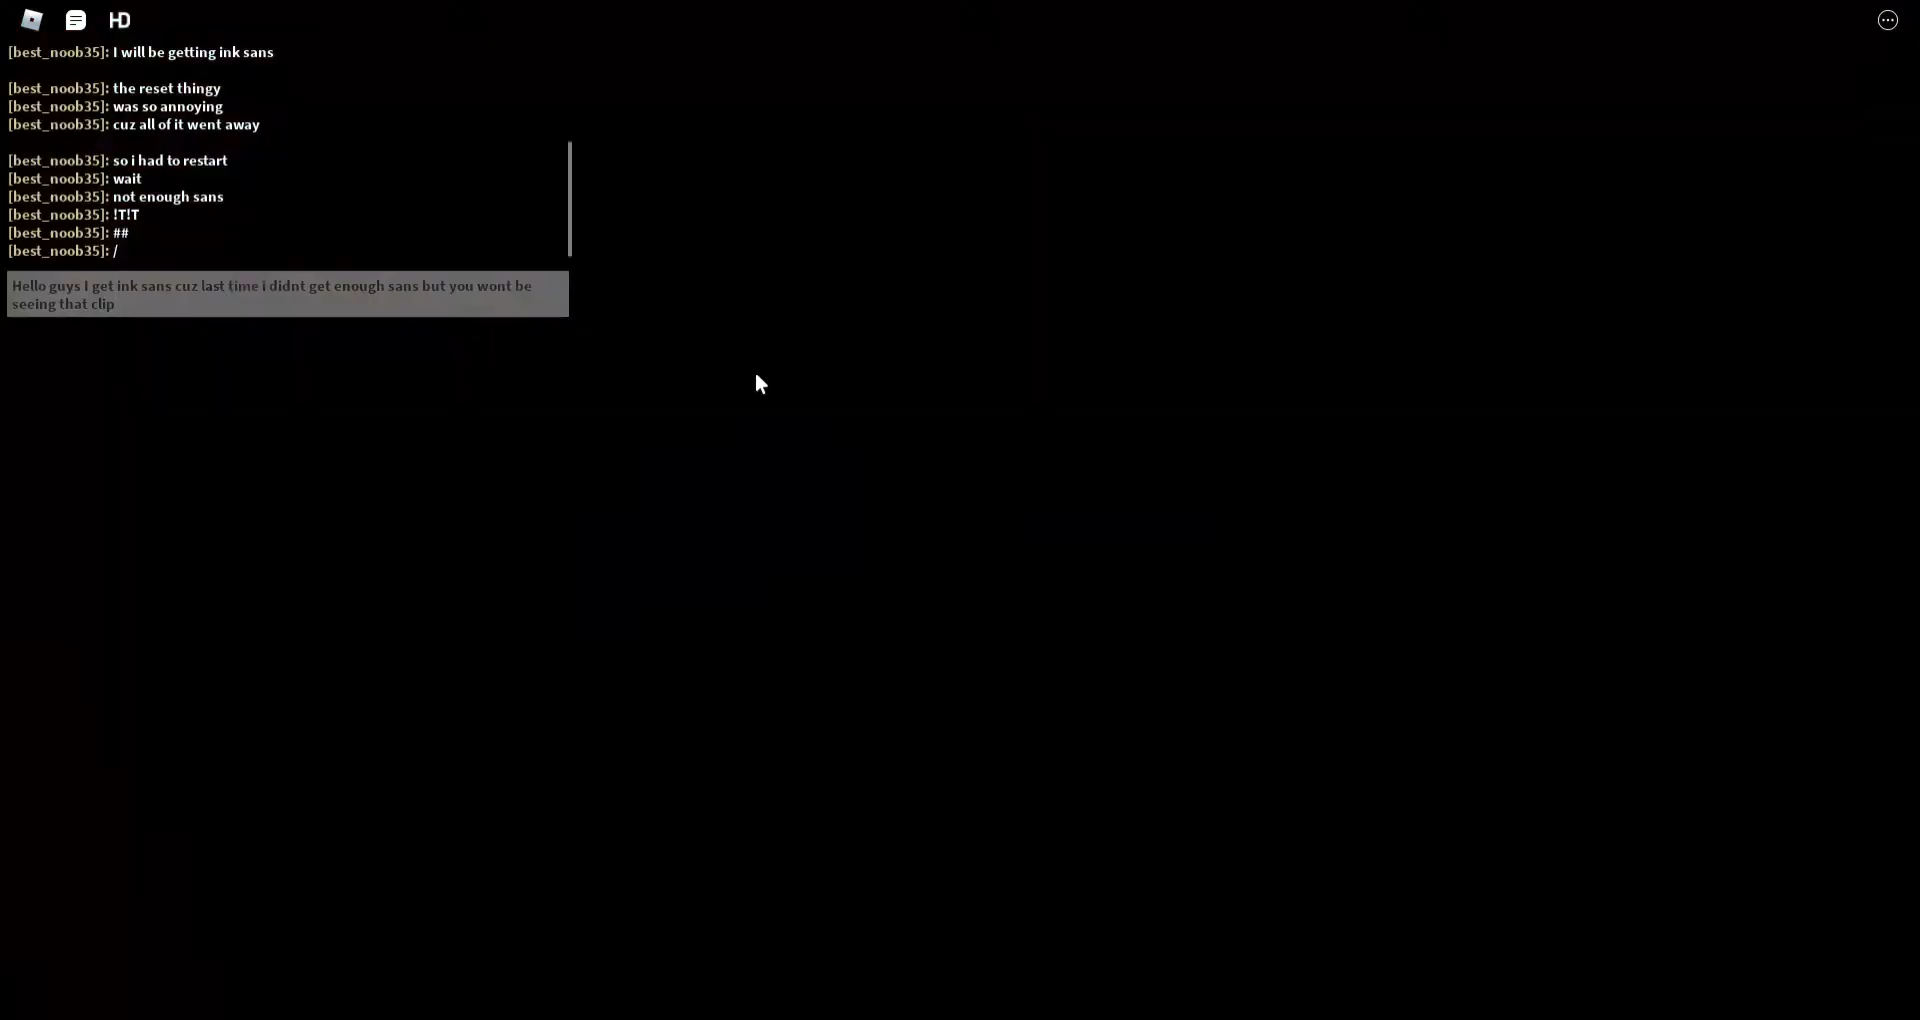 HD
[best_noob35]: I will be getting ink sans
[best_noob35]: the reset thingy
[best_noob35]: was so annoying
[best_noob35]: cuz all of it went away
[best_noob35]: so i had to restart
[best_noob35]: wait
[best_noob35]: not enough sans
[best_noob35]: !T!T
[best_noob35]: ##
[best_noob35]: /
Hello guys I get ink sans cuz last time i didnt get enough sans but you wont be
seeing that clip